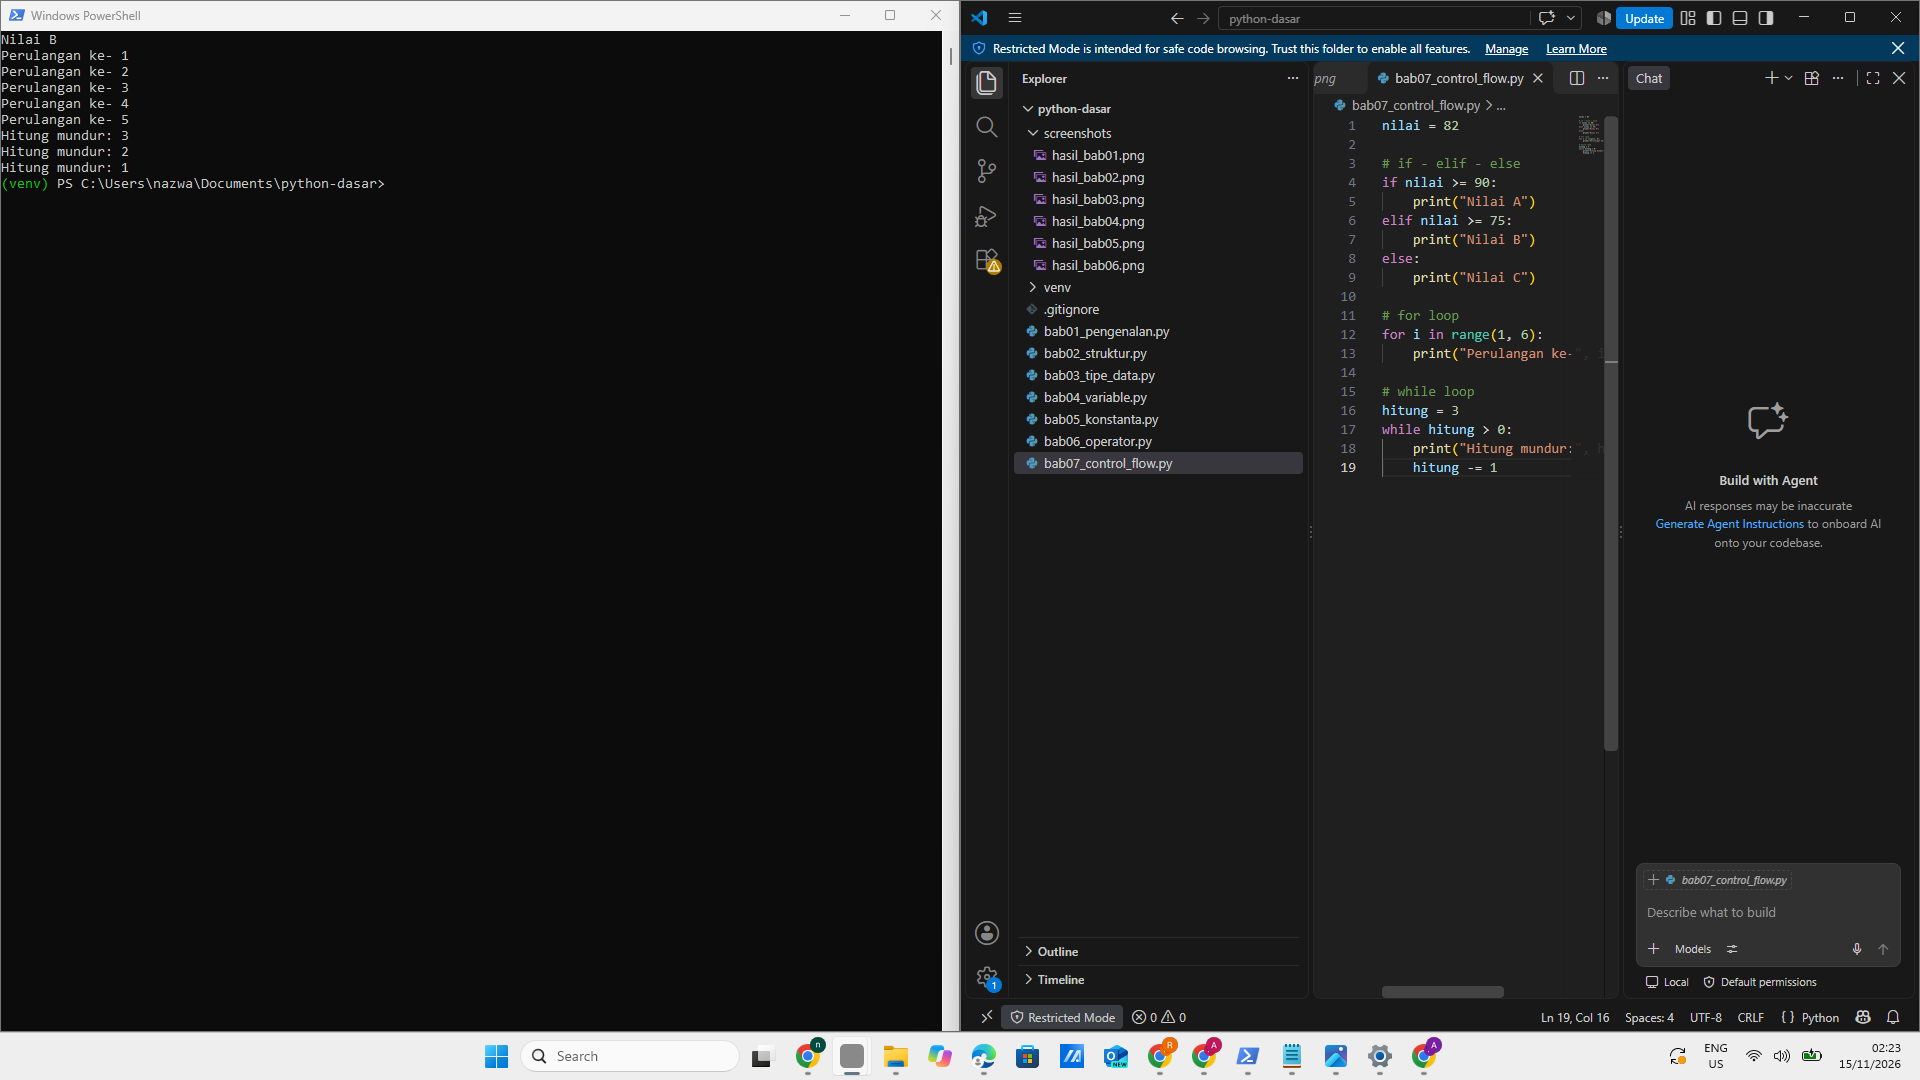 Windows PowerShell
Nilai B
Perulangan ke- 1
Perulangan ke- 2
Perulangan ke- 3
Perulangan ke- 4
Perulangan ke- 5
Hitung mundur: 3
Hitung mundur: 2
Hitung mundur: 1
(venv) PS C:\Users\nazwa\Documents\python-dasar>
python-dasar
Update
Restricted Mode is intended for safe code browsing. Trust this folder to enable all features. Manage Learn More
Explorer
python-dasar
screenshots
hasil_bab01.png
hasil_bab02.png
hasil_bab03.png
hasil_bab04.png
hasil_bab05.png
hasil_bab06.png
venv
.gitignore
bab01_pengenalan.py
bab02_struktur.py
bab03_tipe_data.py
bab04_variable.py
bab05_konstanta.py
bab06_operator.py
bab07_control_flow.py
Outline
Timeline
png bab07_control_flow.py
bab07_control_flow.py > ...
1 nilai = 82
2
3 # if - elif - else
4 if nilai >= 90:
5 print("Nilai A")
6 elif nilai >= 75:
7 print("Nilai B")
8 else:
9 print("Nilai C")
10
11 # for loop
12 for i in range(1, 6):
13 print("Perulangan ke-", i
14
15 # while loop
16 hitung = 3
17 while hitung > 0:
18 print("Hitung mundur:", h
19 hitung -= 1
Chat
Build with Agent
AI responses may be inaccurate
Generate Agent Instructions to onboard AI
onto your codebase.
bab07_control_flow.py
Describe what to build
Models
Local Default permissions
1
Restricted Mode 0 0
Ln 19, Col 16 Spaces: 4 UTF-8 CRLF { } Python
Search
n
NEW
R
A
A
ENG
US
02:23
15/11/2026